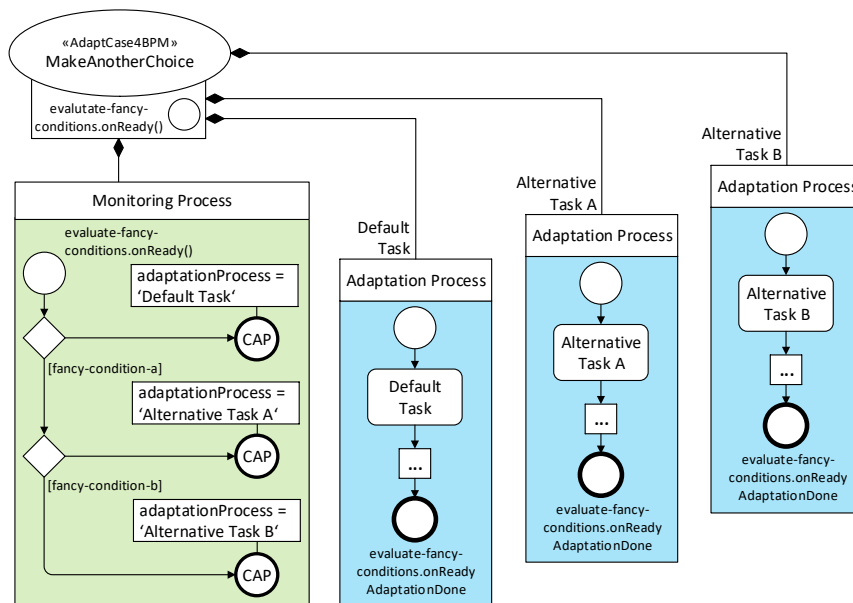 «AdaptCase4BPM»
MakeAnotherChoice
evalutate-fancy-
conditions.onReady()
Monitoring Process
evaluate-fancy-
conditions.onReady()
adaptationProcess =
‘Default Task‘
CAP
[fancy-condition-a]
adaptationProcess =
‘Alternative Task A‘
CAP
[fancy-condition-b]
adaptationProcess =
‘Alternative Task B‘
CAP
Default
Task
Adaptation Process
Default
Task
...
evaluate-fancy-
conditions.onReady
AdaptationDone
Alternative
Task A
Adaptation Process
Alternative
Task A
...
evaluate-fancy-
conditions.onReady
AdaptationDone
Alternative
Task B
Adaptation Process
Alternative
Task B
...
evaluate-fancy-
conditions.onReady
AdaptationDone